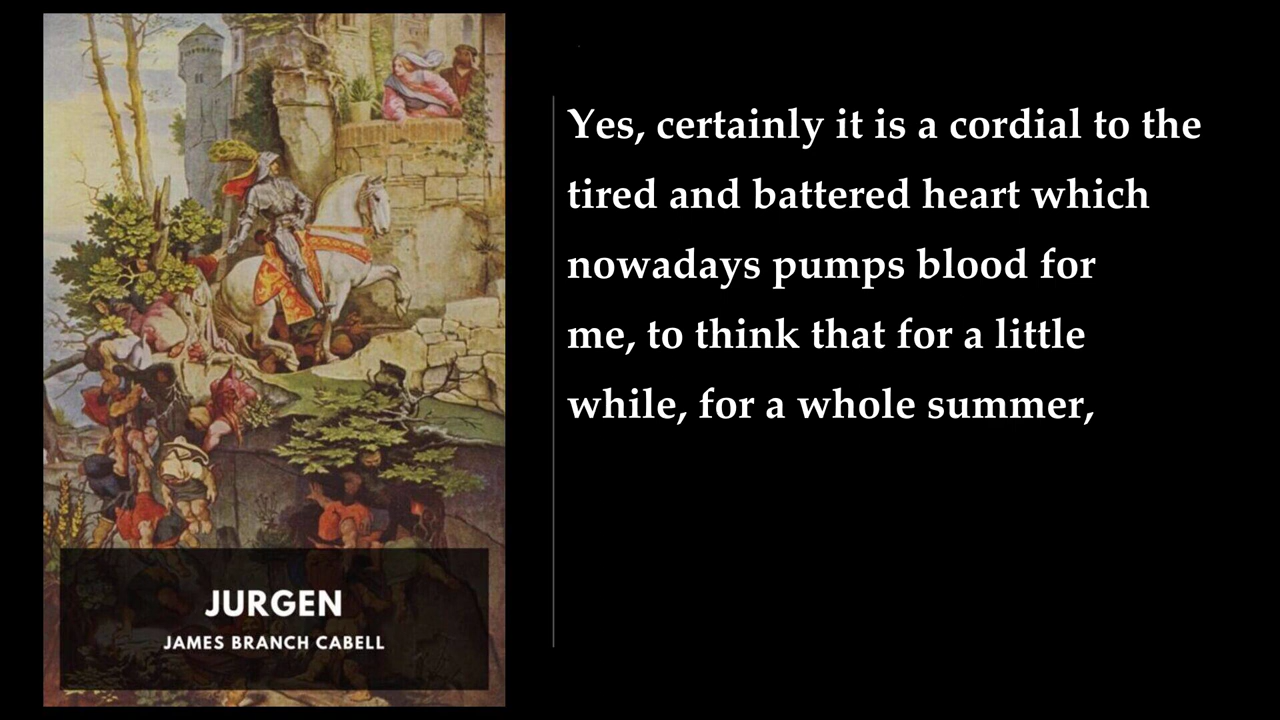 JURGEN
JAMES BRANCH CABELL
Yes, certainly it is a cordial to the
tired and battered heart which
nowadays pumps blood for
me, to think that for a little
while, for a whole summer,